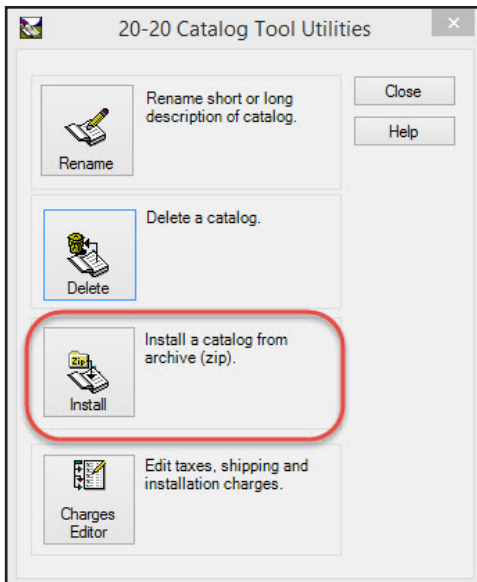 20-20 Catalog Tool Utilities
Rename short or long
description of catalog.
Rename
Close
Help
Delete a catalog.
Delete
Install a catalog from
archive (zip).
Zip
Install
Edit taxes, shipping and
installation charges.
Charges
Editor